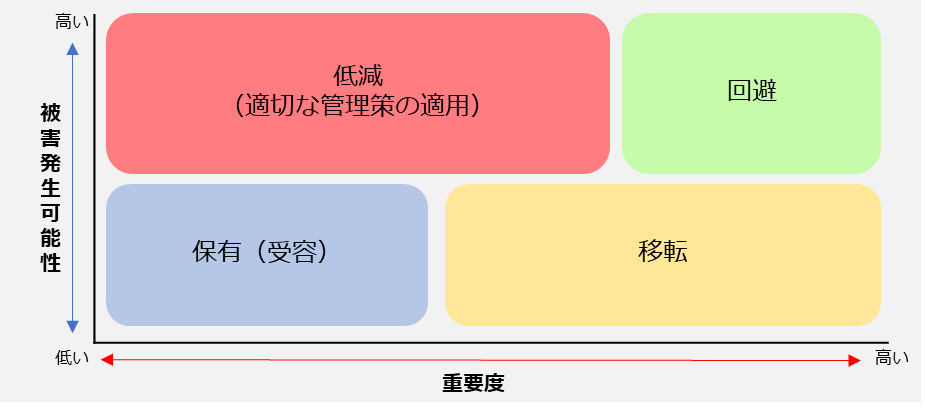 高い
低減
（適切な管理策の適用）
回避
被害発生可能性
保有（受容）
移転
低い
高い
重要度